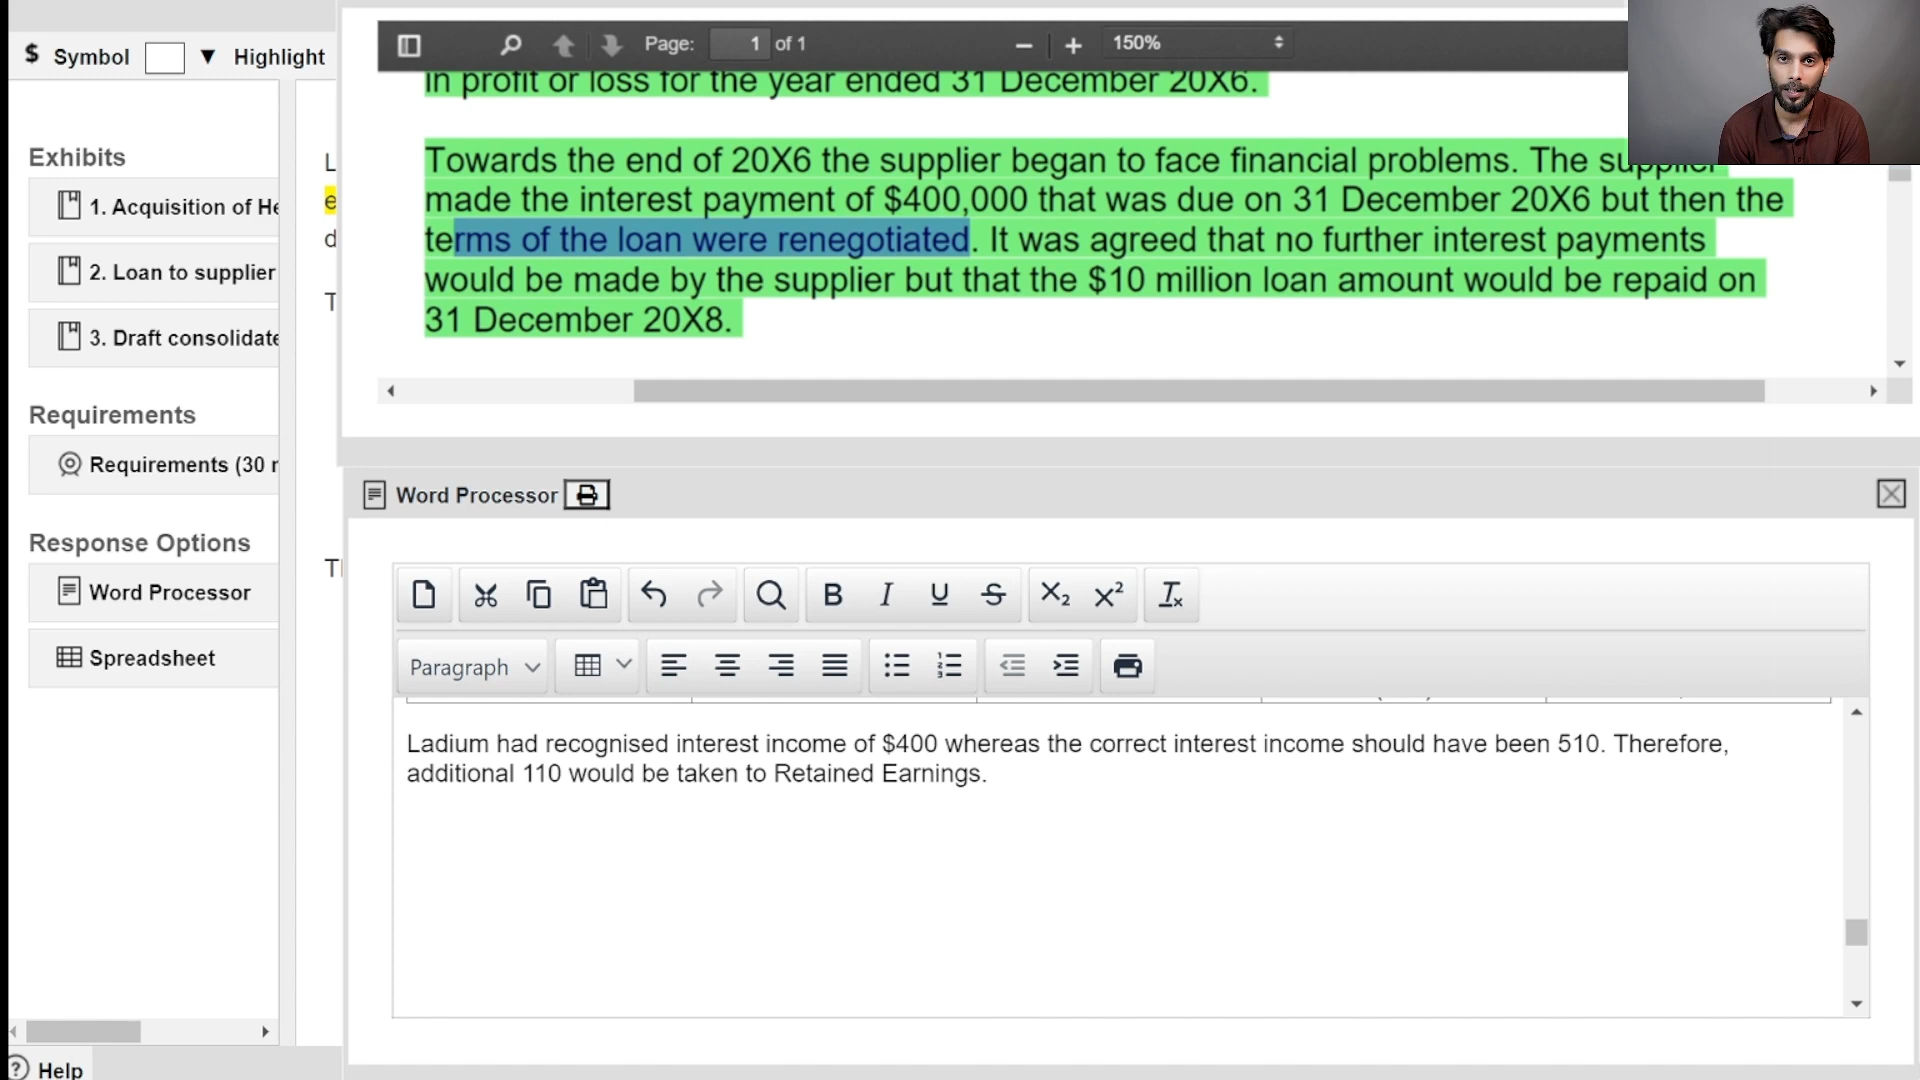 $ Symbol ▼ Highlight
Exhibits
1. Acquisition of He
2. Loan to supplier
3. Draft consolidate
Requirements
Requirements (30 m
Response Options
Word Processor
Spreadsheet
? Help
L
e
d
T
Page: 1 of 1
150%
in profit or loss for the year ended 31 December 20X6.
Towards the end of 20X6 the supplier began to face financial problems. The supplier
made the interest payment of $400,000 that was due on 31 December 20X6 but then the
terms of the loan were renegotiated. It was agreed that no further interest payments
would be made by the supplier but that the $10 million loan amount would be repaid on
31 December 20X8.
Word Processor
B I U S X₂ X² Tx
Paragraph
Ladium had recognised interest income of $400 whereas the correct interest income should have been 510. Therefore,
additional 110 would be taken to Retained Earnings.